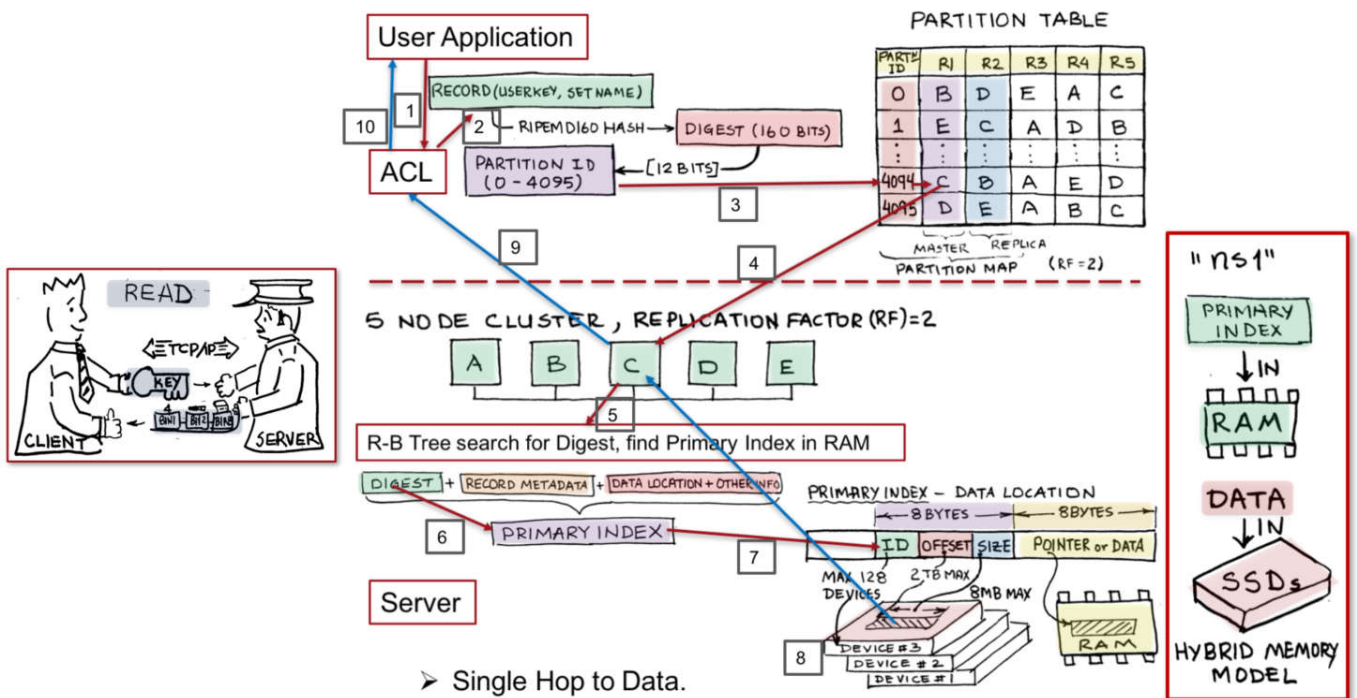 PARTITION TABLE
User Application
PARTN ID R1 R2 R3 R4 R5
0 B D E A C
1 E C A D B
4094 C B A E D
4095 D E A B C
MASTER REPLICA
PARTITION MAP (RF=2)
10
1
RECORD (USERKEY, SET NAME)
2
RIPEMD160 HASH
DIGEST (160 BITS)
ACL
PARTITION ID
(0 - 4095)
[12 BITS]
3
9
4
READ
TCP/IP
KEY
BIN1 BIN2 BIN3
CLIENT
SERVER
5 NODE CLUSTER, REPLICATION FACTOR (RF)=2
A B C D E
5
R-B Tree search for Digest, find Primary Index in RAM
DIGEST + RECORD METADATA + DATA LOCATION + OTHER INFO
6
PRIMARY INDEX
7
PRIMARY INDEX - DATA LOCATION
8 BYTES 8 BYTES
ID OFFSET SIZE POINTER or DATA
MAX 128
DEVICES
2TB MAX
8MB MAX
Server
8
DEVICE #3
DEVICE #2
DEVICE #1
RAM
➢ Single Hop to Data.
"ns1"
PRIMARY
INDEX
IN
RAM
DATA
IN
SSDs
HYBRID MEMORY
MODEL